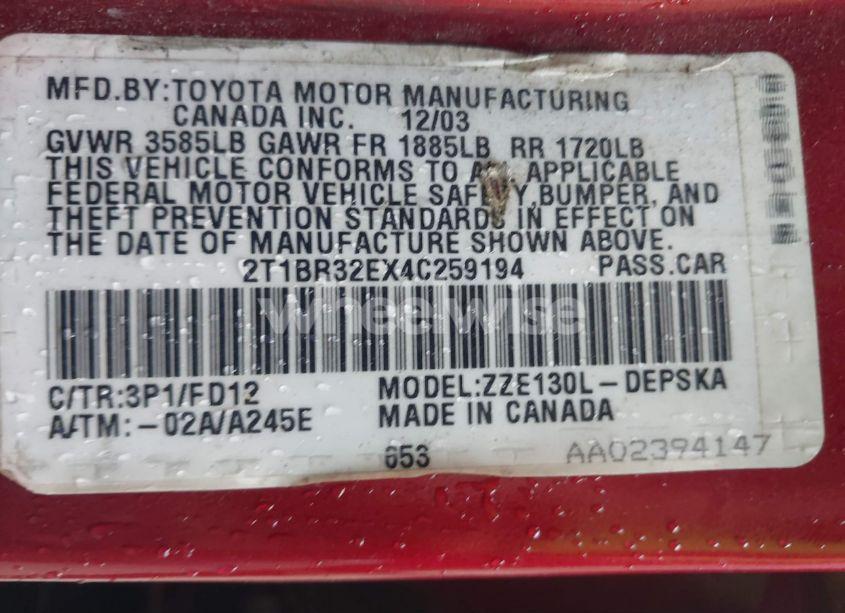 MFD.BY:TOYOTA MOTOR MANUFACTURING
CANADA INC. 12/03
GVWR 3585LB GAWR FR 1885LB RR 1720LB
THIS VEHICLE CONFORMS TO APPLICABLE
FEDERAL MOTOR VEHICLE SAFETY,BUMPER, AND
THEFT PREVENTION STANDARDS IN EFFECT ON
THE DATE OF MANUFACTURE SHOWN ABOVE.
2T1BR32EX4C259194 PASS.CAR
wheelwise
C/TR:3P1/FD12 MODEL:ZZE130L-DEPSKA
A/TM:-02A/A245E MADE IN CANADA
653 AA02394147